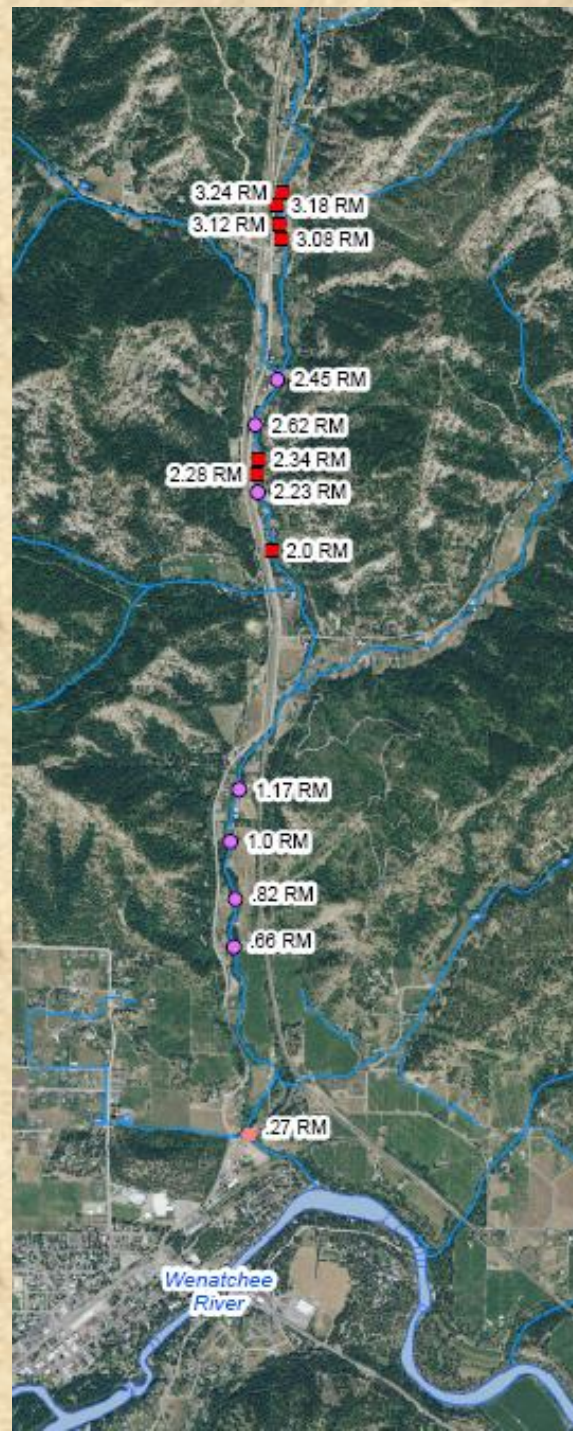 3.24 RM
3.18 RM
3.12 RM
3.08 RM
2.45 RM
2.62 RM
2.34 RM
2.28 RM
2.23 RM
2.0 RM
1.17 RM
1.0 RM
.82 RM
.66 RM
.27 RM
Wenatchee
River